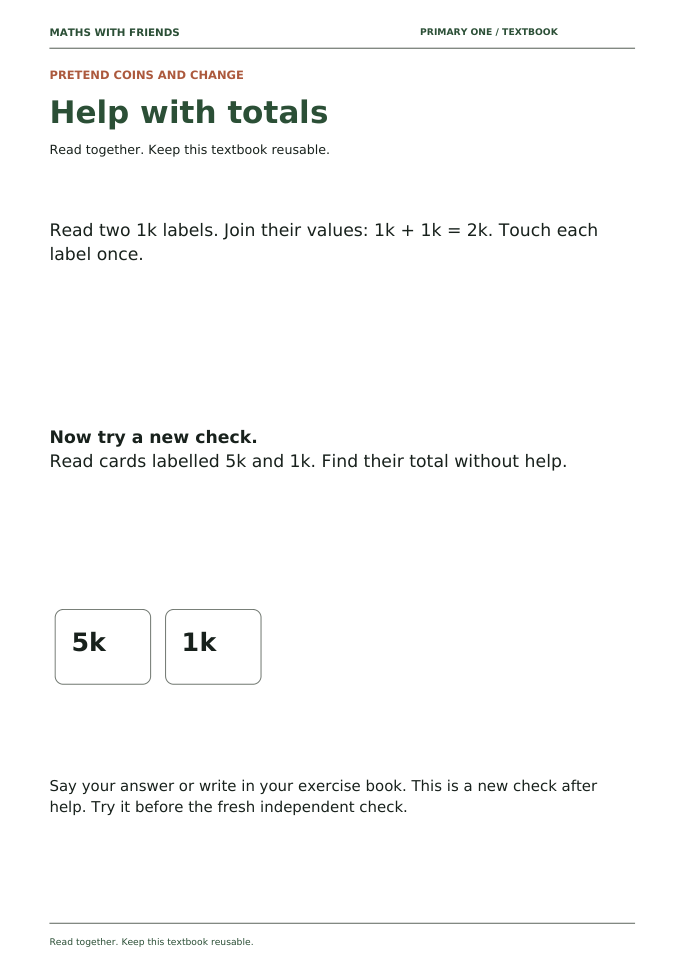 MATHS WITH FRIENDS
PRIMARY ONE / TEXTBOOK
PRETEND COINS AND CHANGE
Help with totals
Read together. Keep this textbook reusable.
Read two 1k labels. Join their values: 1k + 1k = 2k. Touch each
label once.
Now try a new check.
Read cards labelled 5k and 1k. Find their total without help.
5k
1k
Say your answer or write in your exercise book. This is a new check after
help. Try it before the fresh independent check.
Read together. Keep this textbook reusable.